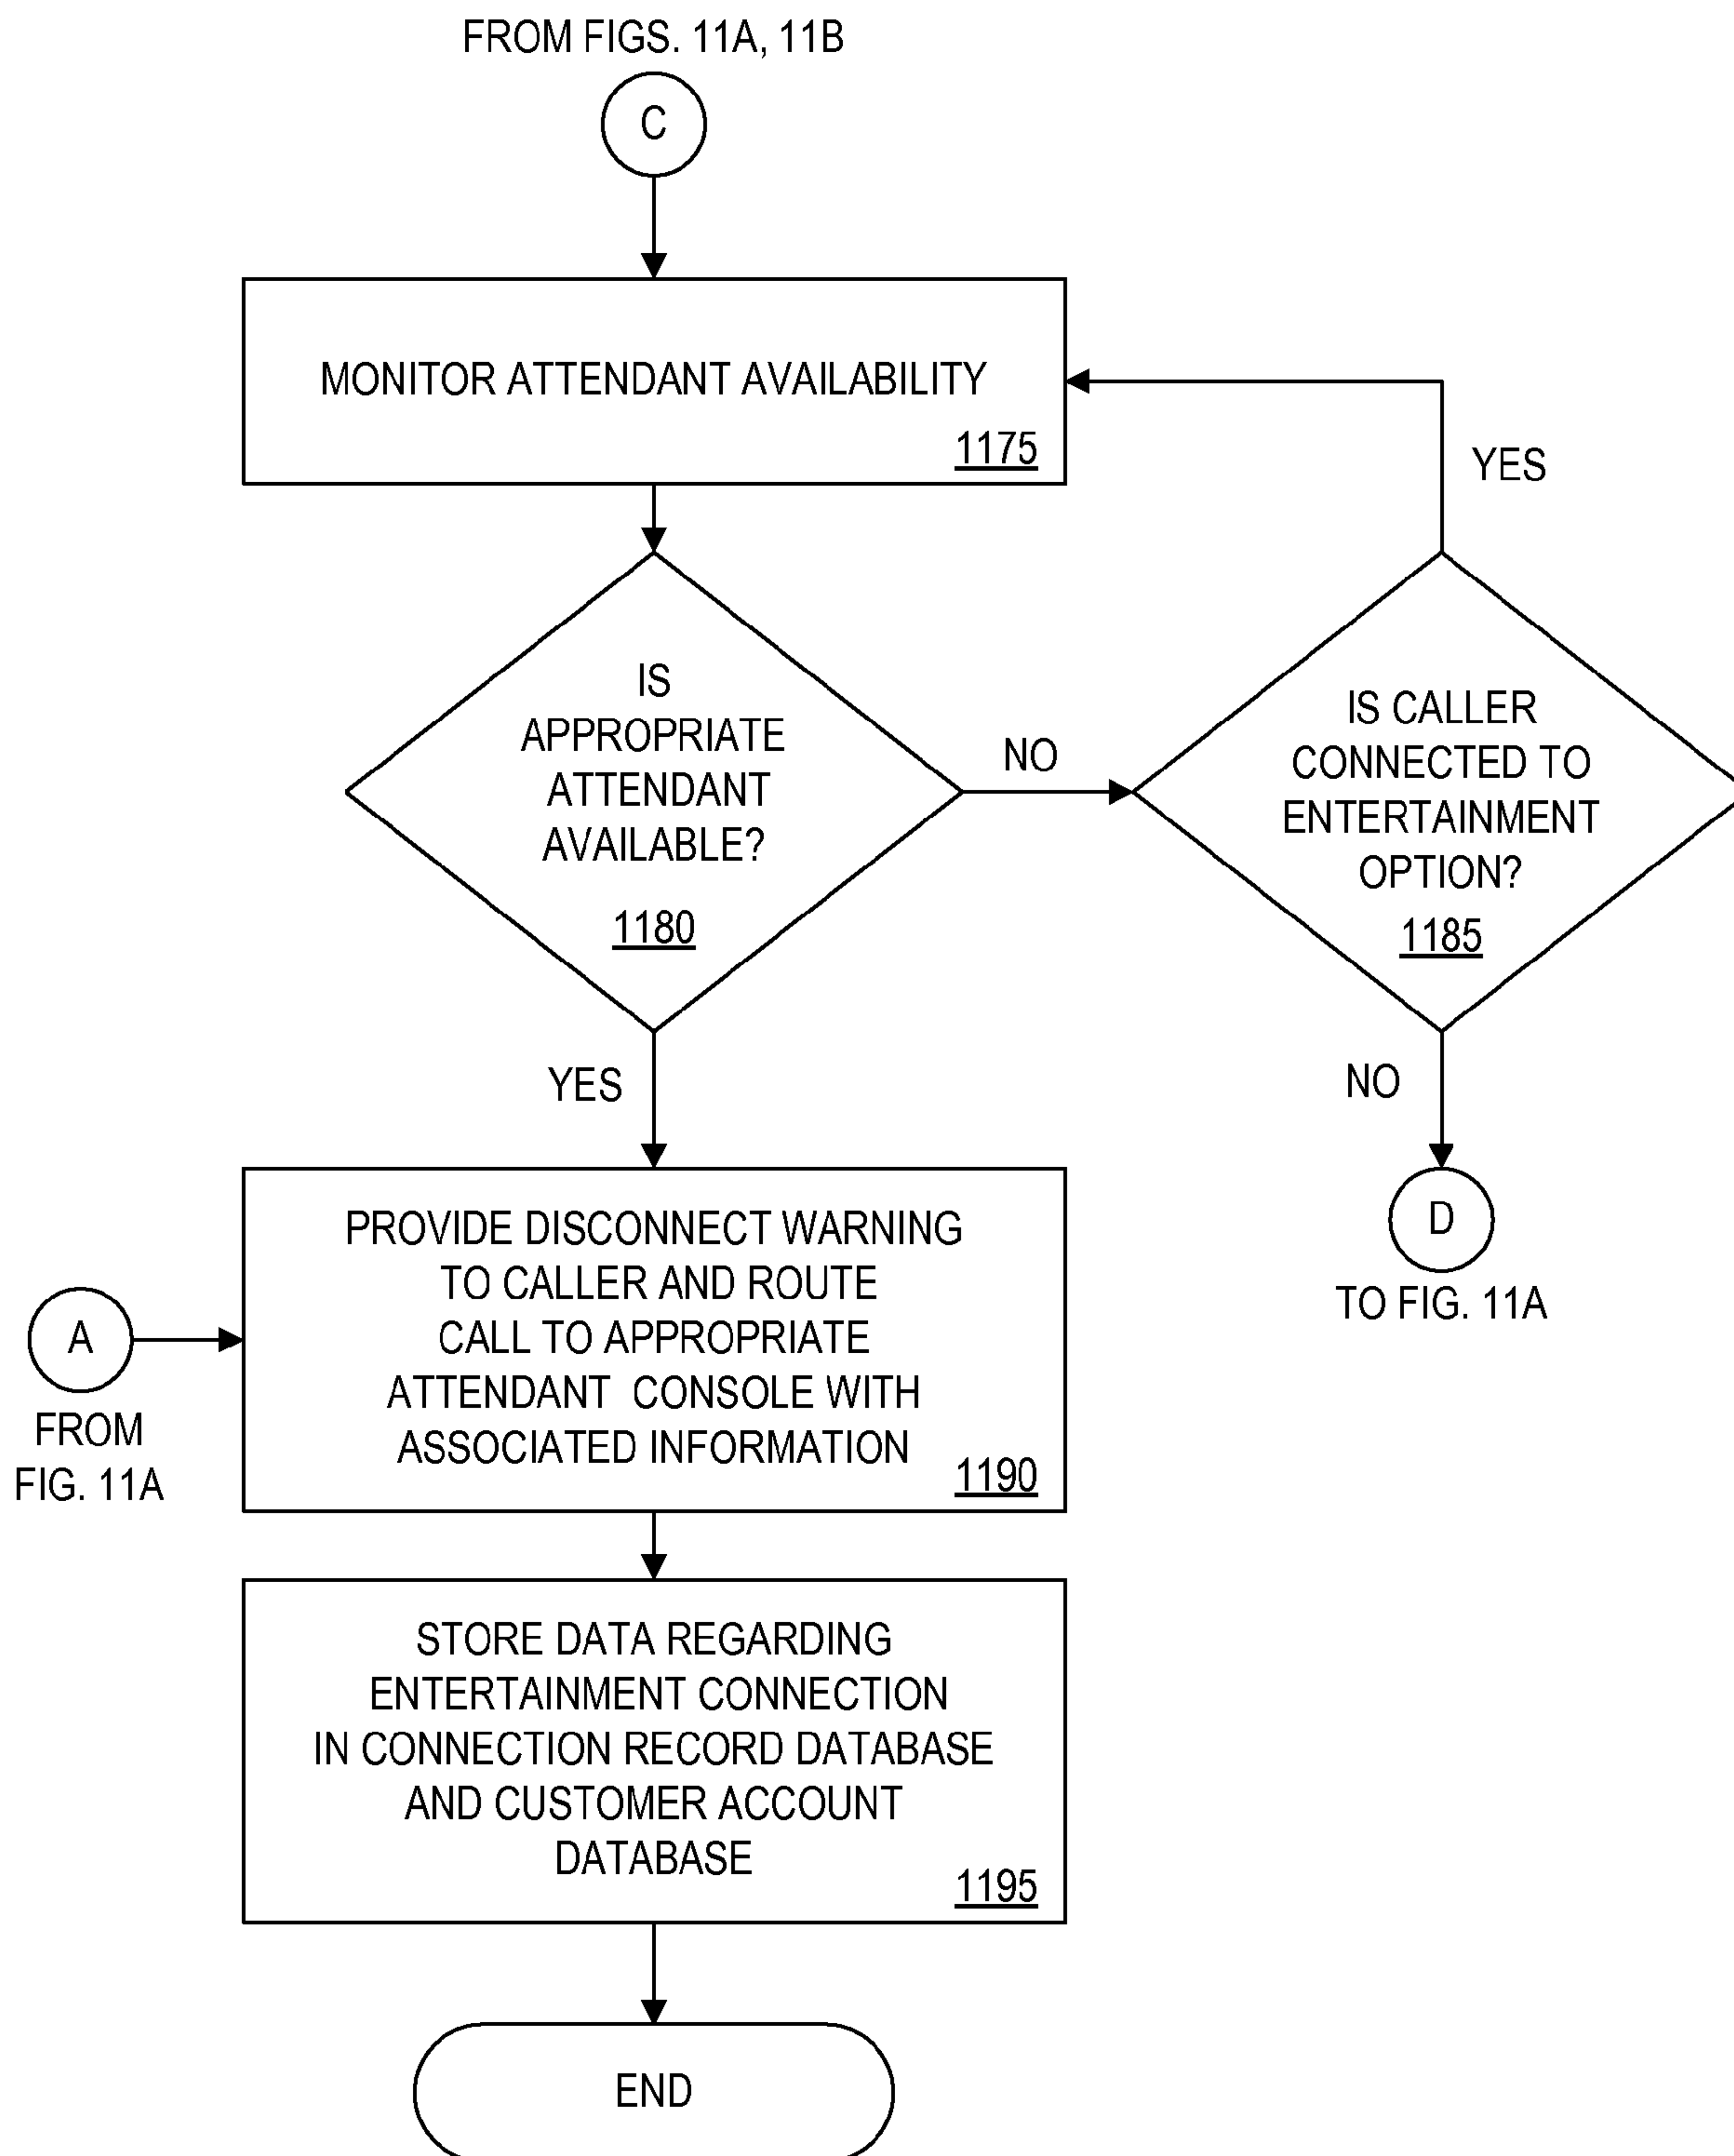 FROM FIGS. 11A, 11B
C
MONITOR ATTENDANT AVAILABILITY
1175
YES
IS
APPROPRIATE
ATTENDANT
AVAILABLE?
1180
NO
IS CALLER
CONNECTED TO
ENTERTAINMENT
OPTION?
1185
YES
NO
D
TO FIG. 11A
A
FROM
FIG. 11A
PROVIDE DISCONNECT WARNING
TO CALLER AND ROUTE
CALL TO APPROPRIATE
ATTENDANT CONSOLE WITH
ASSOCIATED INFORMATION
1190
STORE DATA REGARDING
ENTERTAINMENT CONNECTION
IN CONNECTION RECORD DATABASE
AND CUSTOMER ACCOUNT
DATABASE
1195
END